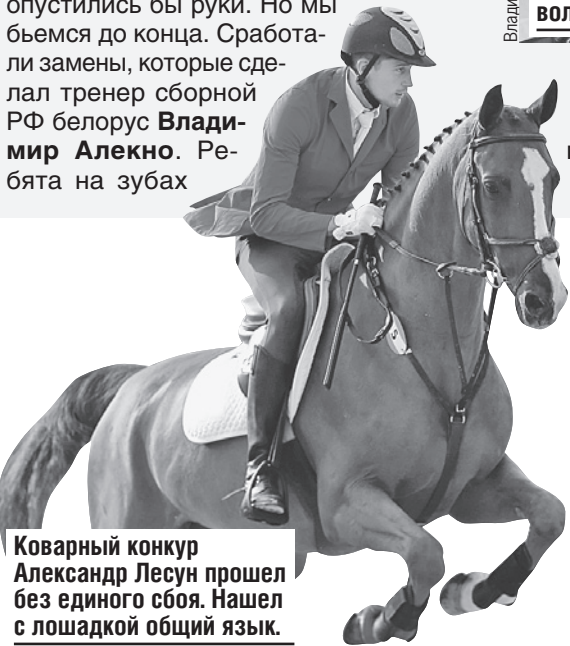 опустились бы руки. Но мы
бьемся до конца. Сработа-
ли замены, которые сде-
лал тренер сборной
РФ белорус Влади-
мир Алекно. Ре-
бята на зубах
Коварный конкур
Александр Лесун прошел
без единого сбоя. Нашел
с лошадкой общий язык.